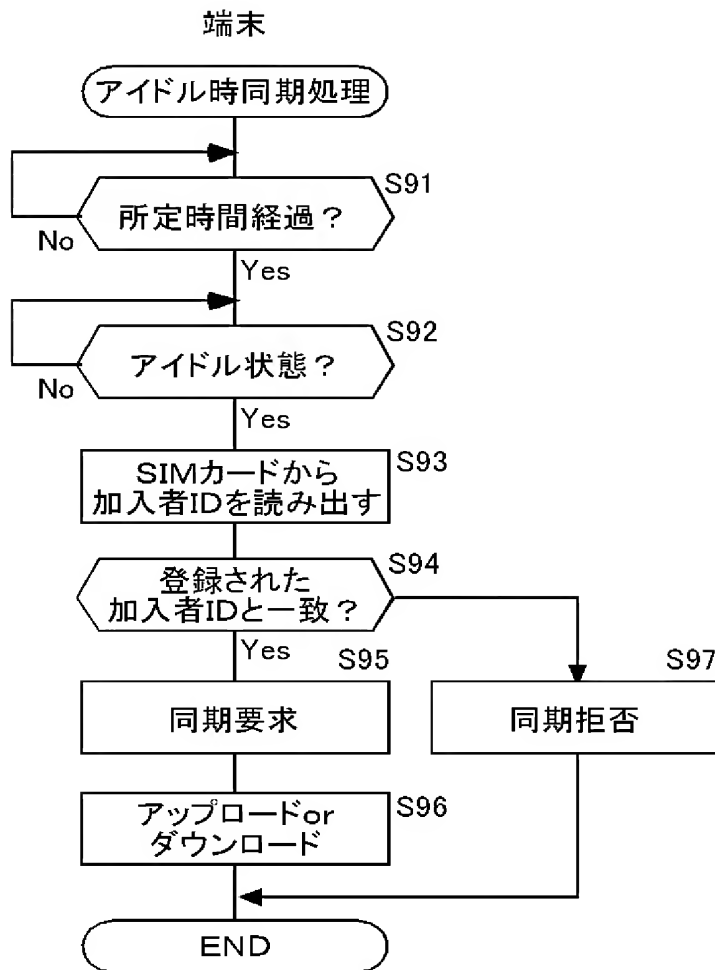 端末
アイドル時同期処理
S91
所定時間経過？
No
Yes
S92
アイドル状態？
No
Yes
S93
SIMカードから
加入者IDを読み出す
S94
登録された
加入者IDと一致？
Yes
S95
同期要求
S97
同期拒否
S96
アップロードor
ダウンロード
END